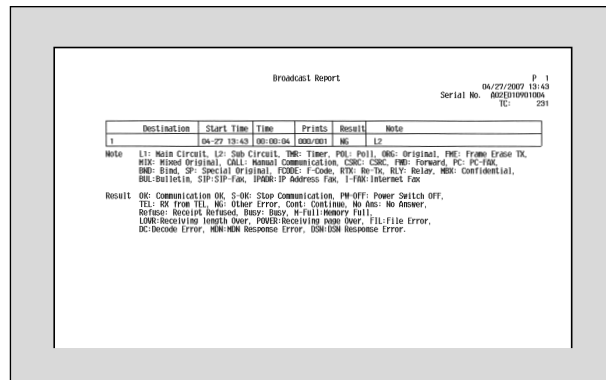 Broadcast Report
P 1
04/27/2007 13:43
Serial No. A02E010901004
TC: 231
Destination Start Time Time Prints Result Note
1 04-27 13:43 00:00:04 000/001 NG L2
Note L1: Main Circuit, L2: Sub Circuit, TMR: Timer, POL: Poll, ORG: Original, FME: Frame Erase TX,
MIX: Mixed Original, CALL: Manual Communication, CSRC: CSRC, FWD: Forward, PC: PC-FAX,
BND: Bind, SP: Special Original, FCODE: F-Code, RTX: Re-Tx, RLY: Relay, MBX: Confidential,
BUL:Bulletin, SIP:SIP-Fax, IPADR:IP Address Fax, I-FAX:Internet Fax
Result OK: Communication OK, S-OK: Stop Communication, PW-OFF: Power Switch OFF,
TEL: RX from TEL, NG: Other Error, Cont: Continue, No Ans: No Answer,
Refuse: Receipt Refused, Busy: Busy, M-Full:Memory Full,
LOVR:Receiving length Over, POVER:Receiving page Over, FIL:File Error,
DC:Decode Error, MDN:MDN Response Error, DSN:DSN Response Error.